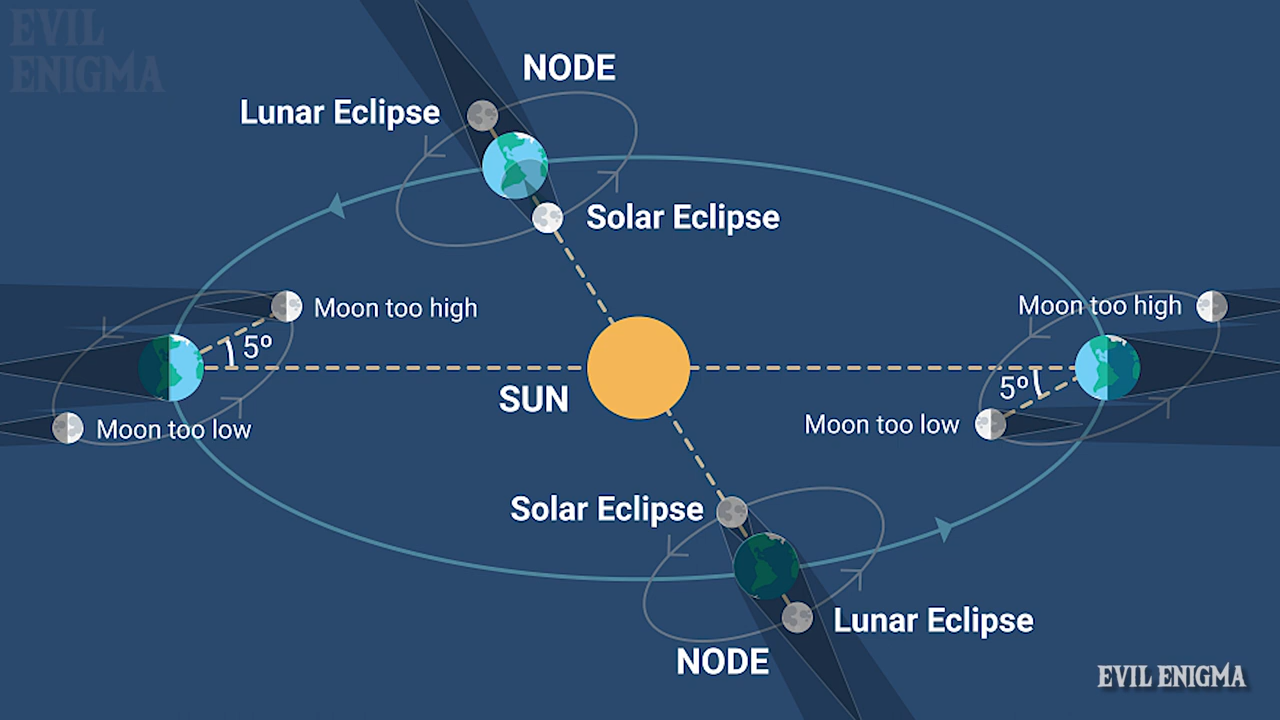 EVIL
ENIGMA
NODE
Lunar Eclipse
Solar Eclipse
Moon too high
Moon too high
5º
5º
SUN
Moon too low
Moon too low
Solar Eclipse
Lunar Eclipse
NODE
EVIL ENIGMA